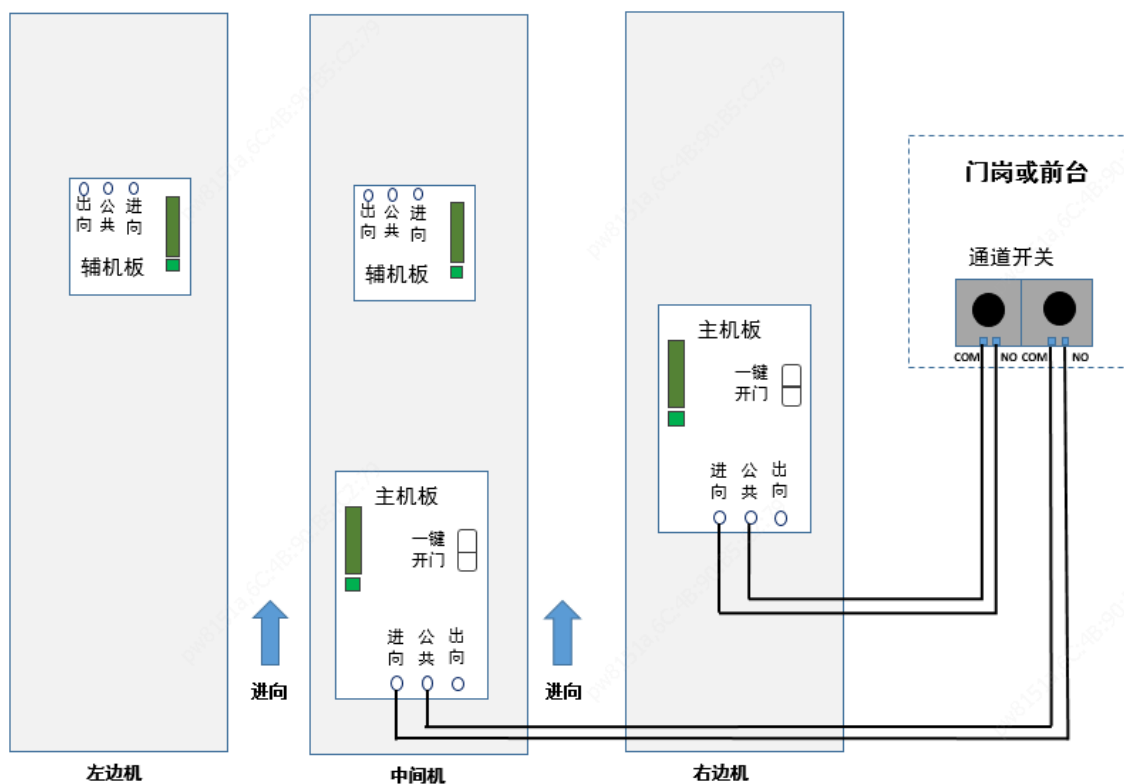 门岗或前台
通道开关
COM
NO
COM
NO
出向
公共
进向
辅机板
出向
公共
进向
辅机板
主机板
一键
开门
进向
公共
出向
主机板
一键
开门
进向
公共
出向
进向
进向
左边机
中间机
右边机